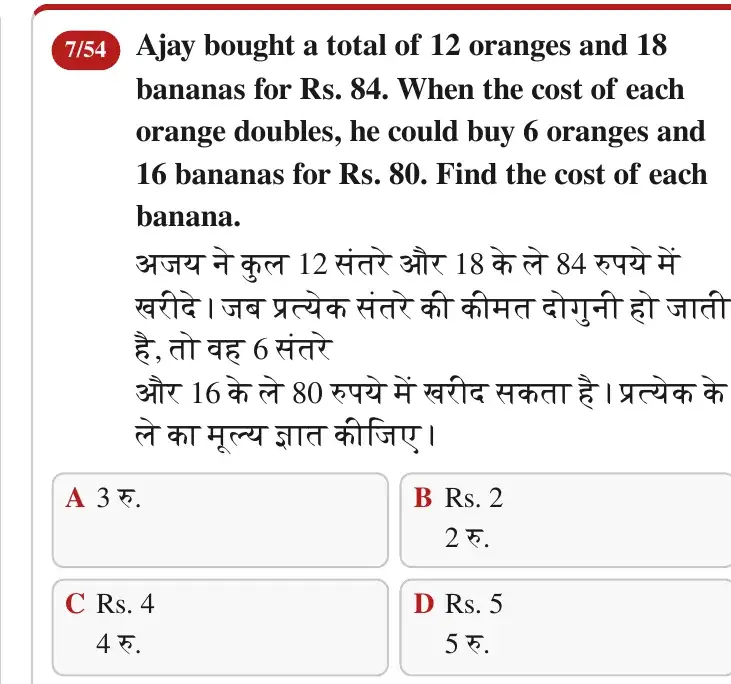 7/54 Ajay bought a total of 12 oranges and 18
bananas for Rs. 84. When the cost of each
orange doubles, he could buy 6 oranges and
16 bananas for Rs. 80. Find the cost of each
banana.
अजय ने कुल 12 संतरे और 18 के ले 84 रुपये में
खरीदे। जब प्रत्येक संतरे की कीमत दोगुनी हो जाती
है, तो वह 6 संतरे
और 16 के ले 80 रुपये में खरीद सकता है। प्रत्येक के
ले का मूल्य ज्ञात कीजिए।
A 3 रु.
B Rs. 2
2 रु.
C Rs. 4
4 रु.
D Rs. 5
5 रु.